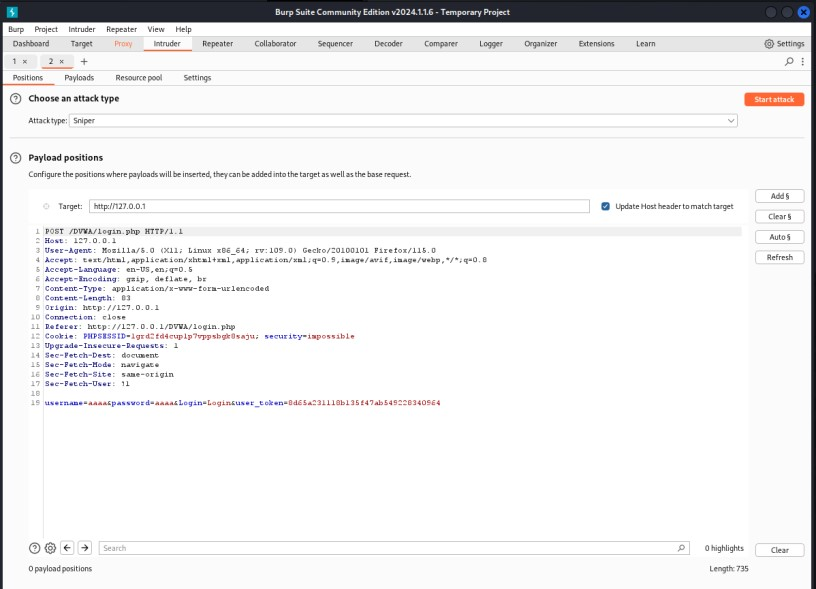 Burp Suite Community Edition v2024.1.1.6 - Temporary Project
Burp Project Intruder Repeater View Help
Dashboard Target Proxy Intruder Repeater Collaborator Sequencer Decoder Comparer Logger Organizer Extensions Learn Settings
1 × 2 × +
Positions Payloads Resource pool Settings
? Choose an attack type
Start attack
Attack type: Sniper
? Payload positions
Configure the positions where payloads will be inserted, they can be added into the target as well as the base request.
Add §
Target: http://127.0.0.1 Update Host header to match target
Clear §
Auto §
Refresh
1 POST /DVWA/login.php HTTP/1.1
2 Host: 127.0.0.1
3 User-Agent: Mozilla/5.0 (X11; Linux x86_64; rv:109.0) Gecko/20100101 Firefox/115.0
4 Accept: text/html,application/xhtml+xml,application/xml;q=0.9,image/avif,image/webp,*/*;q=0.8
5 Accept-Language: en-US,en;q=0.5
6 Accept-Encoding: gzip, deflate, br
7 Content-Type: application/x-www-form-urlencoded
8 Content-Length: 83
9 Origin: http://127.0.0.1
10 Connection: close
11 Referer: http://127.0.0.1/DVWA/login.php
12 Cookie: PHPSESSID=lgrd2fd4cuplp7vppsbgk8saju; security=impossible
13 Upgrade-Insecure-Requests: 1
14 Sec-Fetch-Dest: document
15 Sec-Fetch-Mode: navigate
16 Sec-Fetch-Site: same-origin
17 Sec-Fetch-User: ?1
18
19 username=aaaa&password=aaaa&Login=Login&user_token=8d65a231118b135f47ab549228340964
? Search 0 highlights Clear
0 payload positions Length: 735